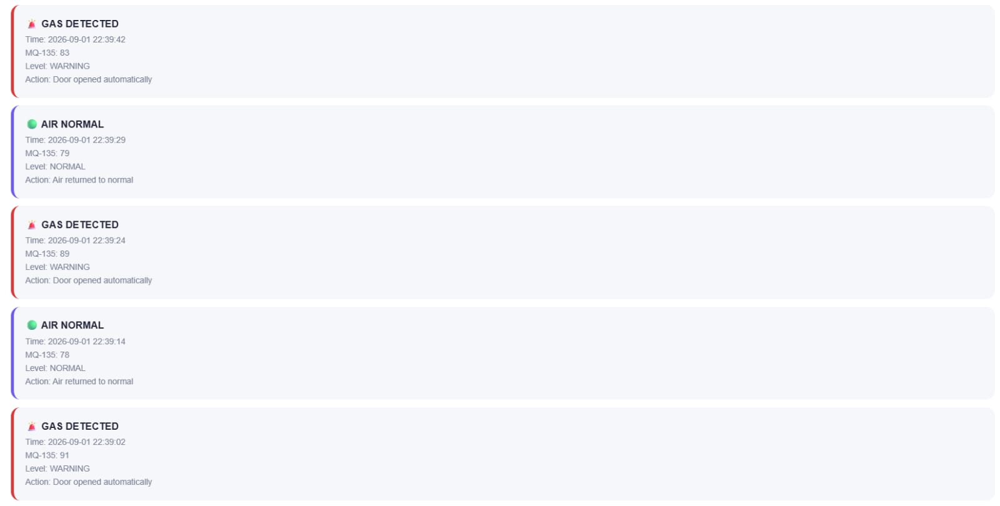 GAS DETECTED
Time: 2026-09-01 22:39:42
MQ-135: 83
Level: WARNING
Action: Door opened automatically
AIR NORMAL
Time: 2026-09-01 22:39:29
MQ-135: 79
Level: NORMAL
Action: Air returned to normal
GAS DETECTED
Time: 2026-09-01 22:39:24
MQ-135: 89
Level: WARNING
Action: Door opened automatically
AIR NORMAL
Time: 2026-09-01 22:39:14
MQ-135: 78
Level: NORMAL
Action: Air returned to normal
GAS DETECTED
Time: 2026-09-01 22:39:02
MQ-135: 91
Level: WARNING
Action: Door opened automatically